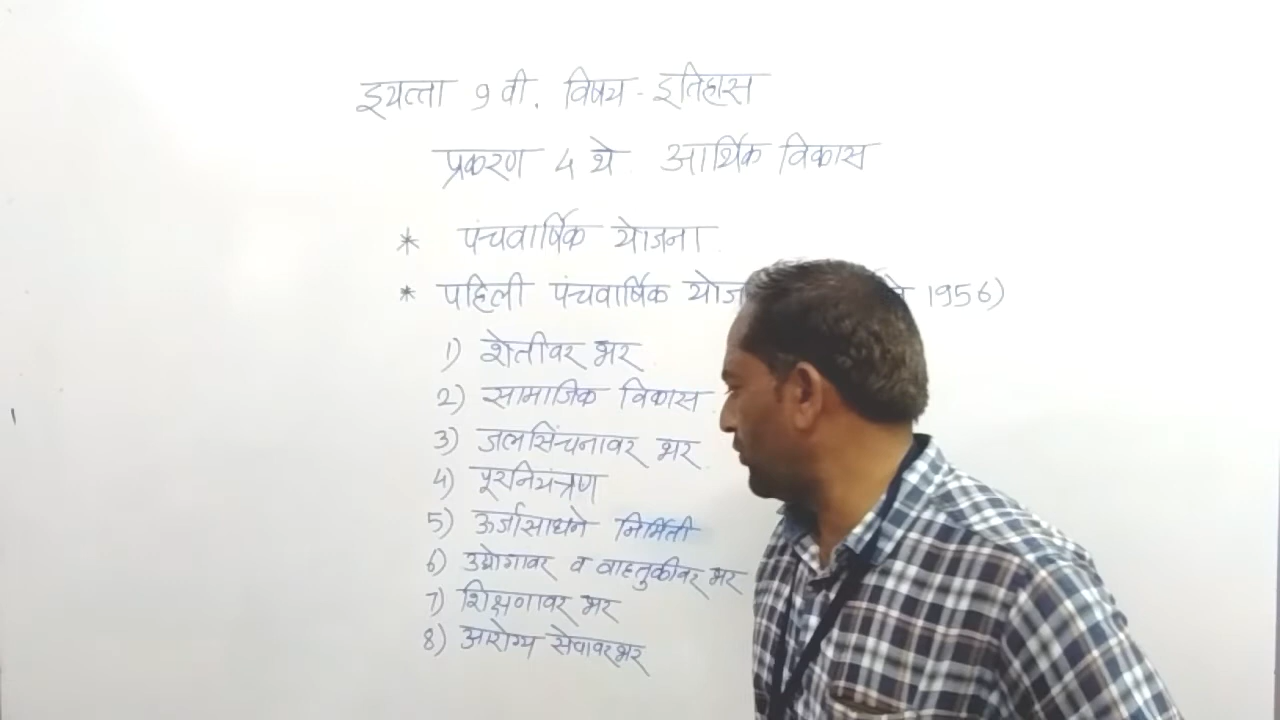 इयत्ता 9 वी. विषय - इतिहास
प्रकरण 4 थे. आर्थिक विकास
* पंचवार्षिक योजना.
* पहिली पंचवार्षिक 1956)
1) शेतीवर भर
2) सामाजिक विकास
3) जलसिंचनावर भर
4) पूरनियंत्रण
5) ऊर्जासाधने निर्मिती
6) उद्योगावर व वाहतुकीवर भर
7) शिक्षणावर भर
8) आरोग्य सेवावर भर